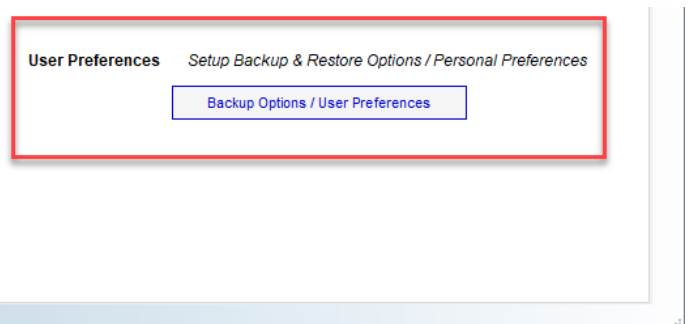 User Preferences Setup Backup & Restore Options / Personal Preferences
Backup Options / User Preferences